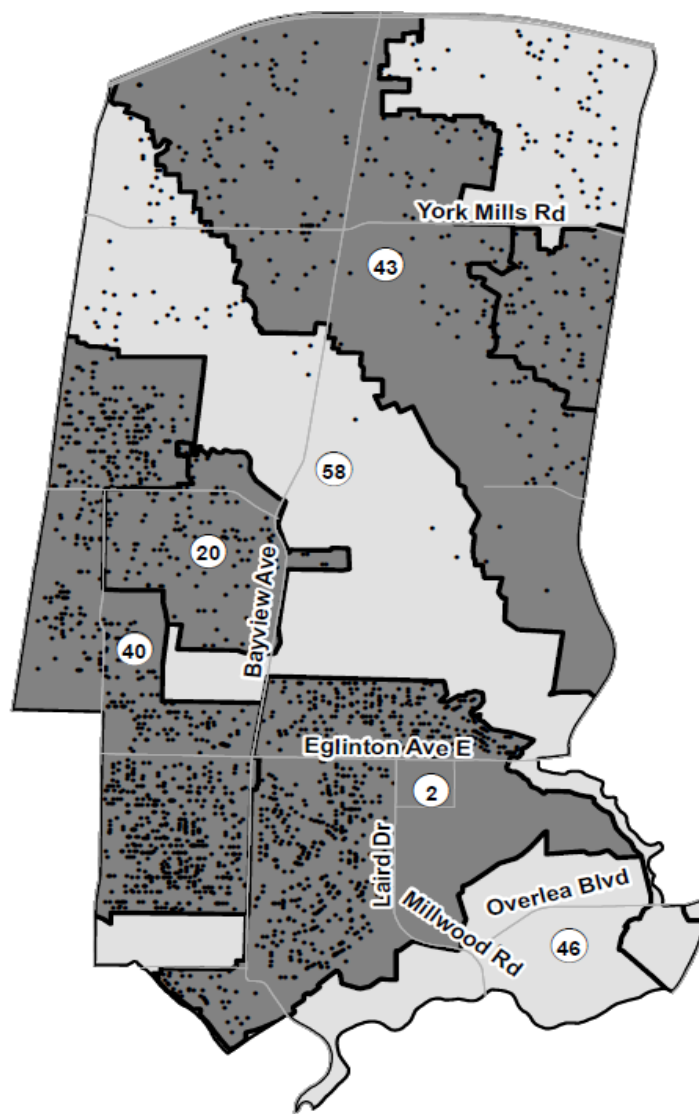 York Mills Rd
43
58
20
Bayview Ave
40
Eglinton Ave E
2
Laird Dr
Overlea Blvd
Millwood Rd
46